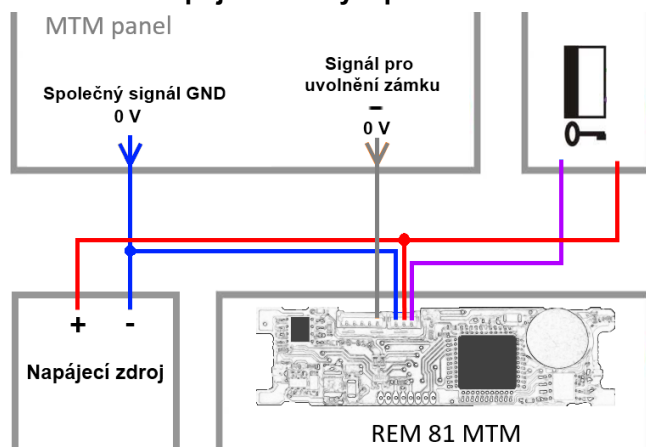 MTM panel
Společný signál GND
0 V
Signál pro
uvolnění zámku
–
0 V
+ -
Napájecí zdroj
REM 81 MTM